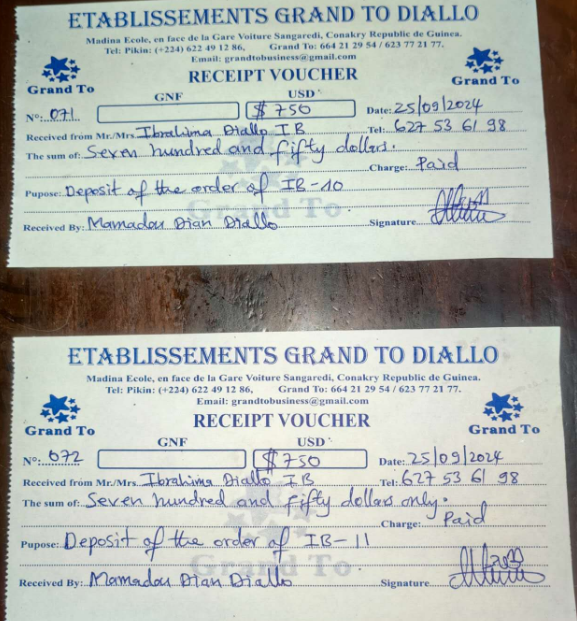 ETABLISSEMENTS GRAND TO DIALLO
Madina Ecole, en face de la Gare Voiture Sangaredi, Conakry Republic de Guinea.
Tel: Pikin: (+224) 622 49 12 86, Grand To: 664 21 29 54 / 623 77 21 77.
Email: grandtobusiness@gmail.com
RECEIPT VOUCHER
Grand To
Grand To
GNF USD
Nº: 071 $ 750 Date: 25/09/2024
Received from Mr./Mrs. Ibrahima Diallo IB Tel: 627 53 61 98
The sum of: Seven hundred and fifty dollars.
Charge: Paid
Pupose: Deposit of the order of IB-10
Grand To
Received By: Mamadou Dian Diallo Signature
ETABLISSEMENTS GRAND TO DIALLO
Madina Ecole, en face de la Gare Voiture Sangaredi, Conakry Republic de Guinea.
Tel: Pikin: (+224) 622 49 12 86, Grand To: 664 21 29 54 / 623 77 21 77.
Email: grandtobusiness@gmail.com
RECEIPT VOUCHER
Grand To
Grand To
GNF USD
Nº: 072 $ 750 Date: 25/09/2024
Received from Mr./Mrs. Ibrahima Diallo IB Tel: 627 53 61 98
The sum of: Seven hundred and fifty dollars only.
Charge: Paid
Pupose: Deposit of the order of IB-11
Grand To
Received By: Mamadou Dian Diallo Signature